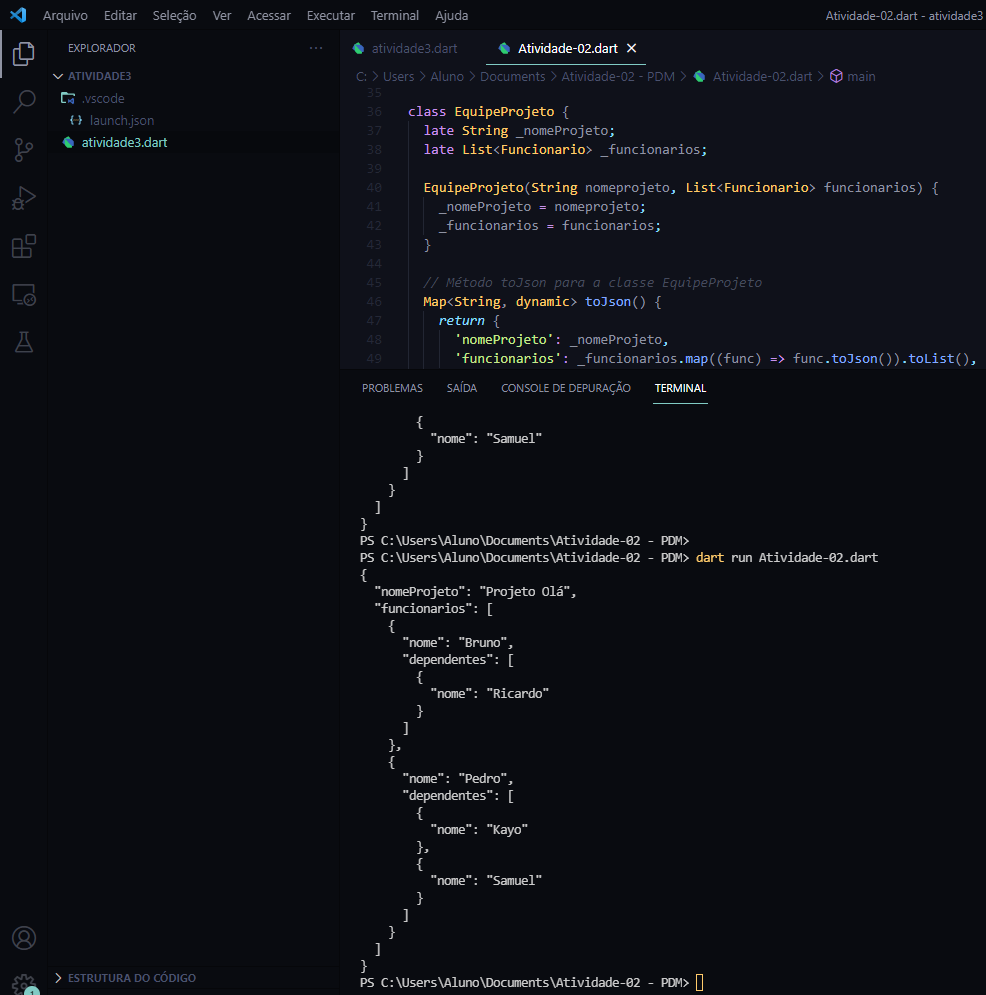 Arquivo Editar Seleção Ver Acessar Executar Terminal Ajuda Atividade-02.dart - atividade3
EXPLORADOR ...
ATIVIDADE3
.vscode
{} launch.json
atividade3.dart
ESTRUTURA DO CÓDIGO
1
atividade3.dart Atividade-02.dart ×
C: > Users > Aluno > Documents > Atividade-02 - PDM > Atividade-02.dart > main
35
36 class EquipeProjeto {
37 late String _nomeProjeto;
38 late List<Funcionario> _funcionarios;
39
40 EquipeProjeto(String nomeprojeto, List<Funcionario> funcionarios) {
41 _nomeProjeto = nomeprojeto;
42 _funcionarios = funcionarios;
43 }
44
45 // Método toJson para a classe EquipeProjeto
46 Map<String, dynamic> toJson() {
47 return {
48 'nomeProjeto': _nomeProjeto,
49 'funcionarios': _funcionarios.map((func) => func.toJson()).toList(),
PROBLEMAS SAÍDA CONSOLE DE DEPURAÇÃO TERMINAL
{
"nome": "Samuel"
}
]
}
]
}
PS C:\Users\Aluno\Documents\Atividade-02 - PDM>
PS C:\Users\Aluno\Documents\Atividade-02 - PDM> dart run Atividade-02.dart
{
"nomeProjeto": "Projeto Olá",
"funcionarios": [
{
"nome": "Bruno",
"dependentes": [
{
"nome": "Ricardo"
}
]
},
{
"nome": "Pedro",
"dependentes": [
{
"nome": "Kayo"
},
{
"nome": "Samuel"
}
]
}
]
}
PS C:\Users\Aluno\Documents\Atividade-02 - PDM>